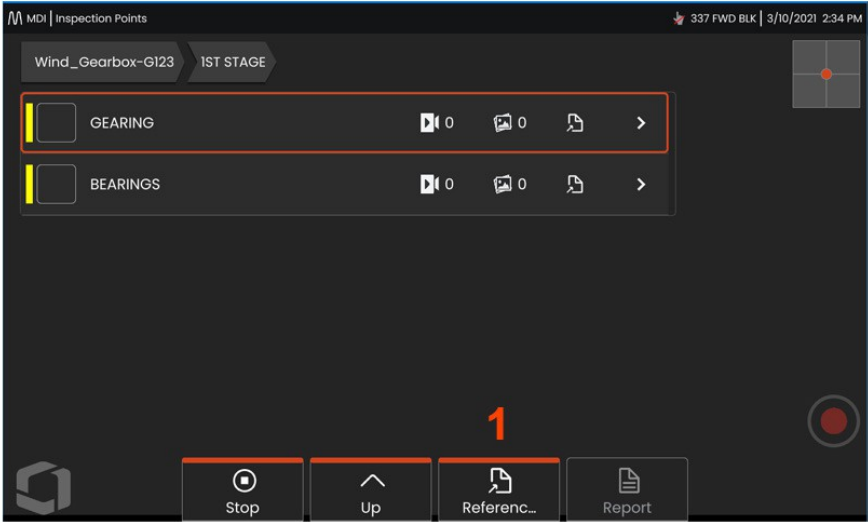 MDI | Inspection Points
337 FWD BLK | 3/10/2021 2:34 PM
Wind_Gearbox-G123 1ST STAGE
GEARING 0 0
BEARINGS 0 0
1
Stop Up Referenc... Report